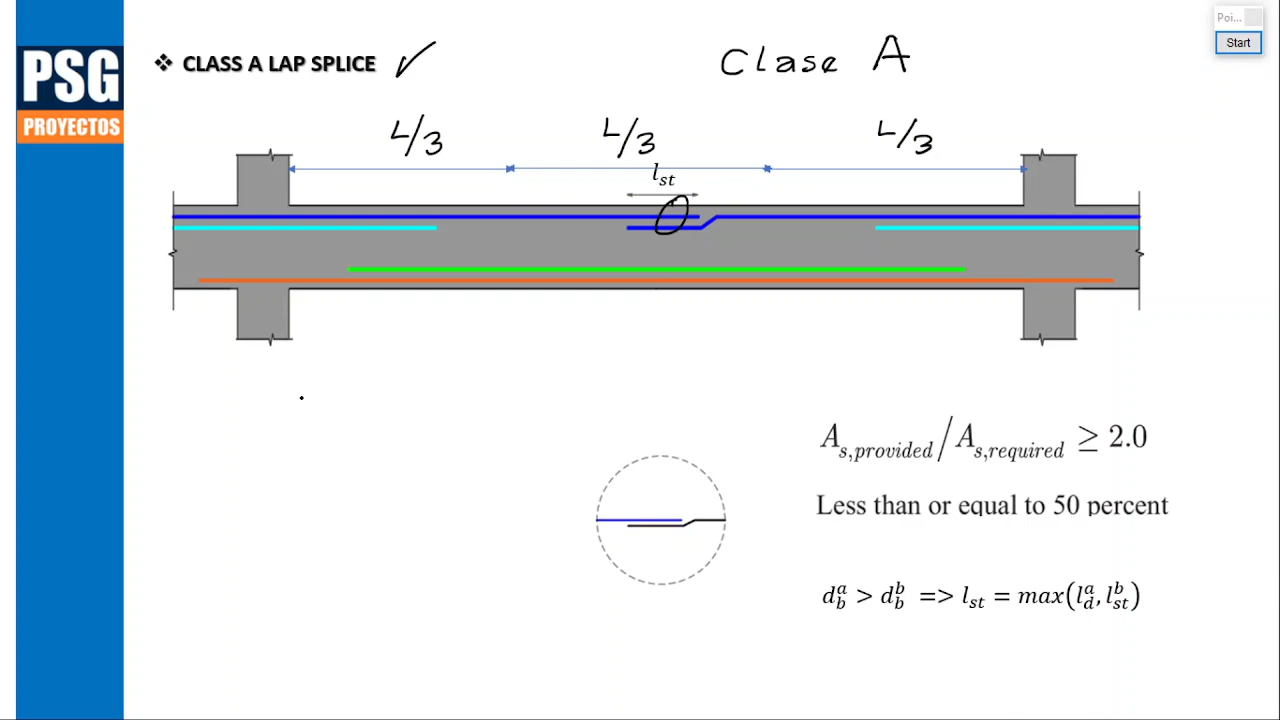 Poi...
Start
PSG
PROYECTOS
❖ CLASS A LAP SPLICE ✓
Clase A
L/3 L/3 L/3
l_st
A_s,provided / A_s,required ≥ 2.0
Less than or equal to 50 percent
d_b^a > d_b^b => l_st = max(l_d^a, l_st^b)